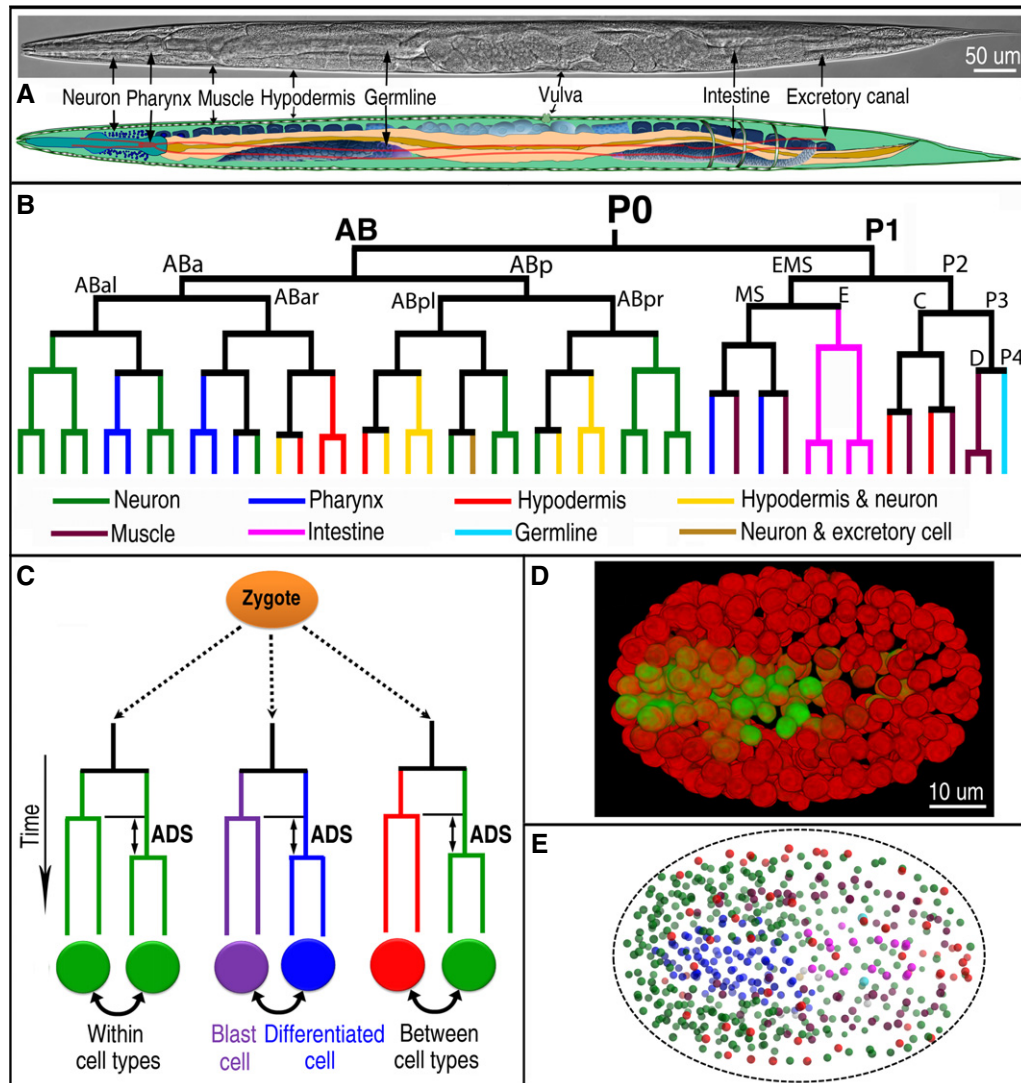 50 um
A
Neuron Pharynx Muscle Hypodermis Germline Vulva Intestine Excretory canal
B
P0
AB P1
ABa ABp EMS P2
ABal ABar ABpl ABpr MS E C P3
D P4
Neuron Pharynx Hypodermis Hypodermis & neuron
Muscle Intestine Germline Neuron & excretory cell
C
Zygote
Time
ADS ADS ADS
Within cell types
Blast cell
Differentiated cell
Between cell types
D
10 um
E